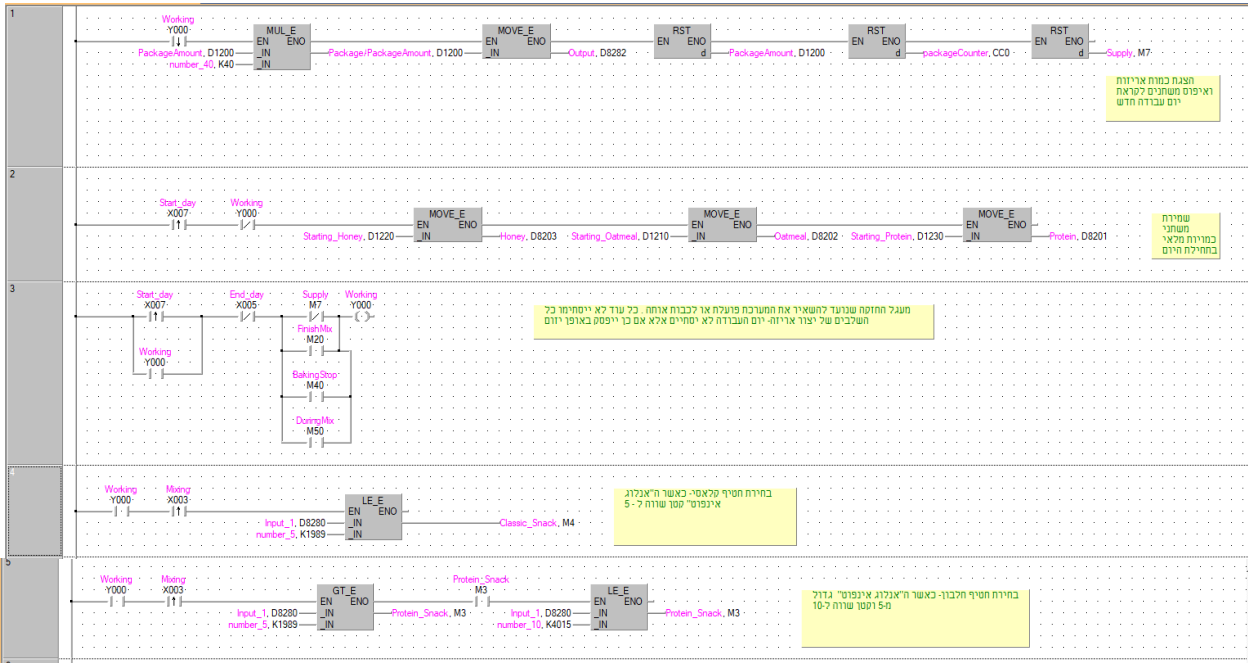 1
Working
Y000
MUL_E
EN ENO
PackageAmount, D1200 _IN Package/PackageAmount, D1200
number_40, K40 _IN
MOVE_E
EN ENO
_IN Output, D8282
RST
EN ENO
d PackageAmount, D1200
RST
EN ENO
d packageCounter, CC0
RST
EN ENO
d Supply, M7
הצגת כמות אריזות
ואיפוס משתנים לקראת
יום עבודה חדש
2
Start_day Working
X007 Y000
MOVE_E
EN ENO
Starting_Honey, D1220 _IN Honey, D8203
MOVE_E
EN ENO
Starting_Oatmeal, D1210 _IN Oatmeal, D8202
MOVE_E
EN ENO
Starting_Protein, D1230 _IN Protein, D8201
שמירת
משתני
כמויות מלאי
בתחילת היום
3
Start_day End_day Supply Working
X007 X005 M7 Y000
FinishMix
M20
Working
Y000
BakingStop
M40
DoringMix
M50
מעגל החזקה שנועד להשאיר את המערכת פועלת או לכבות אותה . כל עוד לא ייסתיימו כל
השלבים של יצור אריזה- יום העבודה לא יסתיים אלא אם כן ייפסק באופן יזום
4
Working Mixing
Y000 X003
LE_E
EN ENO
Input_1, D8280 _IN Classic_Snack, M4
number_5, K1989 _IN
בחירת חטיף קלאסי- כאשר ה"אנלוג
אינפוט" קטן שווה ל - 5
5
Working Mixing
Y000 X003
GT_E
EN ENO
Input_1, D8280 _IN Protein_Snack, M3
number_5, K1989 _IN
Protein_Snack
M3
LE_E
EN ENO
Input_1, D8280 _IN Protein_Snack, M3
number_10, K4015 _IN
בחירת חטיף חלבון- כאשר ה"אנלוג אינפוט" גדול
מ-5 וקטן שווה ל-10